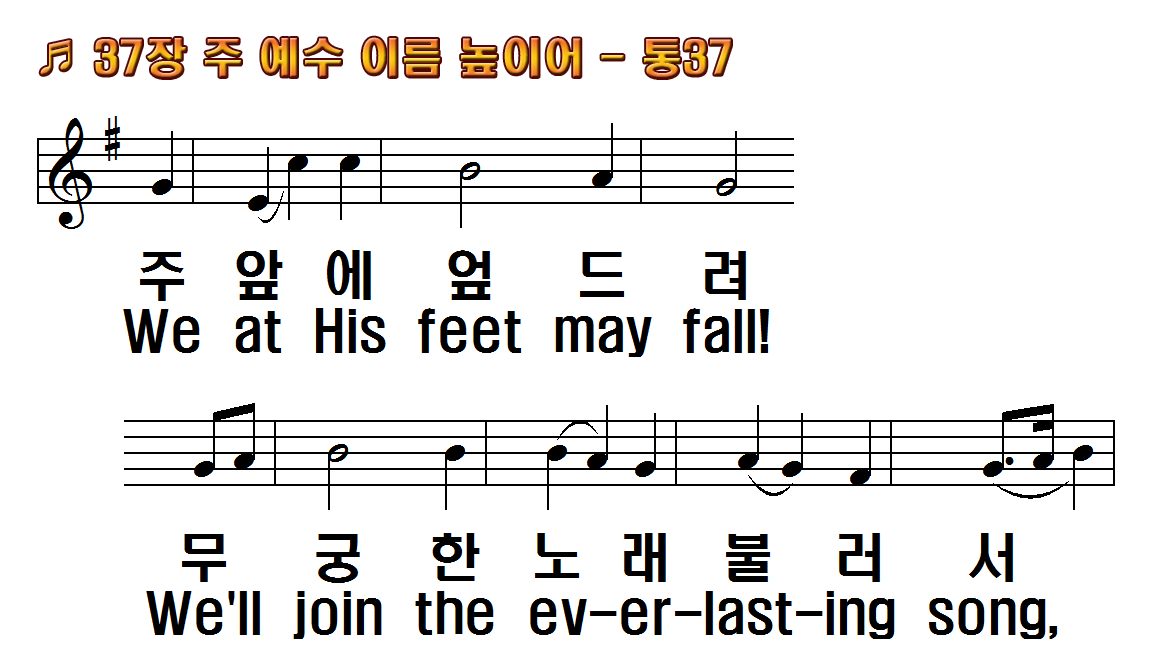 ♬ 37장 주 예수 이름 높이어 - 통37
주 앞 에 엎 드 려
We at His feet may fall!
무 궁 한 노 래 불 러 서
We'll join the ev-er-last-ing song,